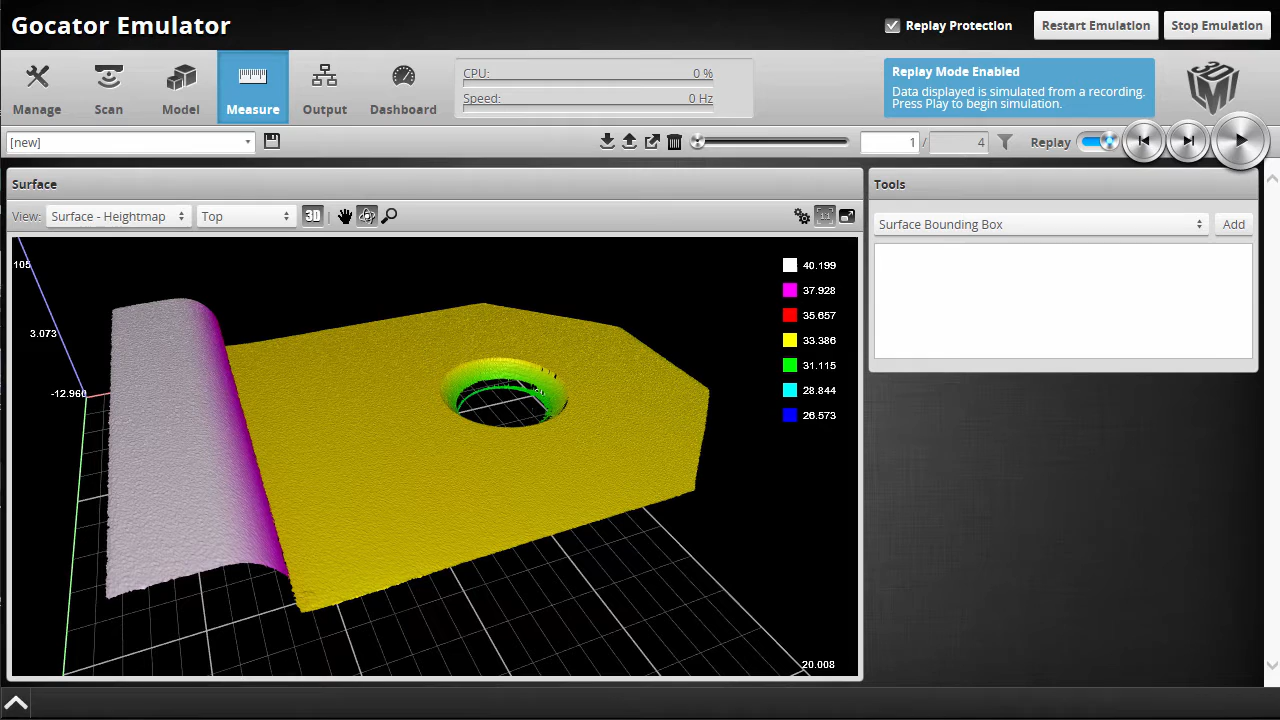 Gocator Emulator
Replay Protection
Restart Emulation
Stop Emulation
Manage
Scan
Model
Measure
Output
Dashboard
CPU: 0 %
Speed: 0 Hz
Replay Mode Enabled
Data displayed is simulated from a recording.
Press Play to begin simulation.
3D
[new]
1 / 4
Replay
Surface
View: Surface - Heightmap Top 3D
1:1
105
3.073
-12.960
20.008
40.199
37.928
35.657
33.386
31.115
28.844
26.573
Tools
Surface Bounding Box
Add